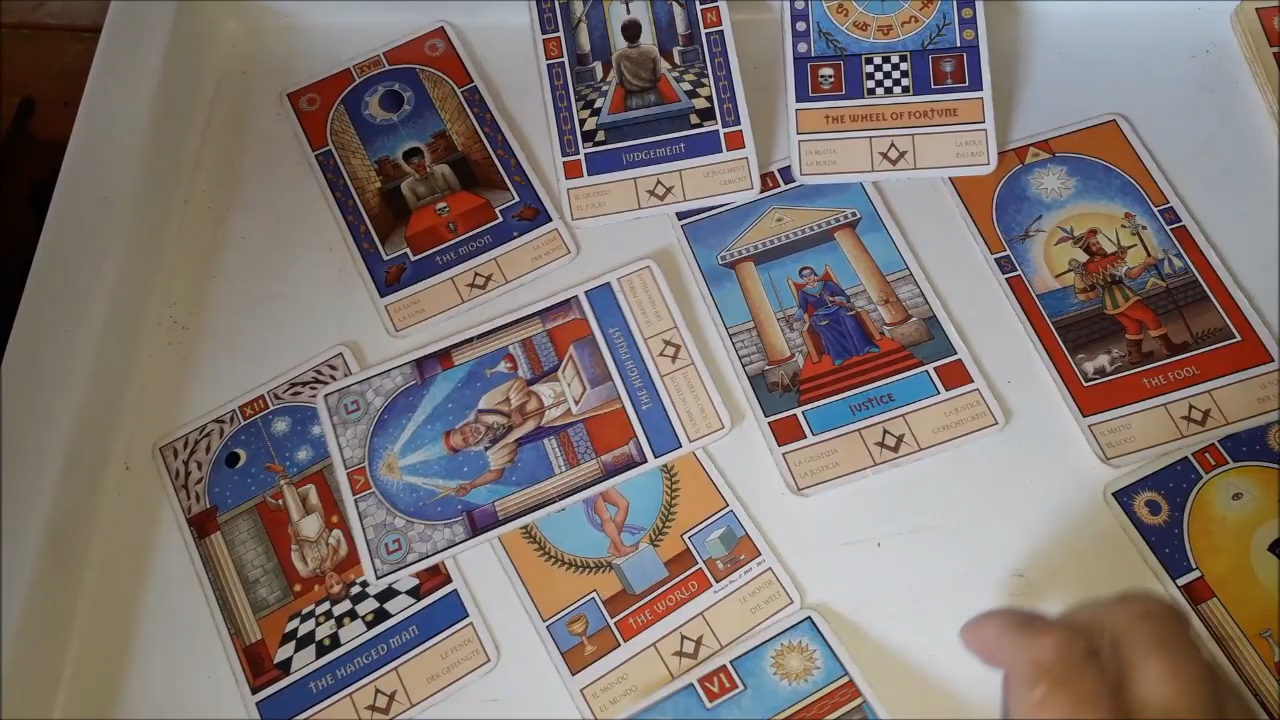 XVIII
THE MOON
LA LUNA
LA LUNA
LA LUNE
DER MOND
S
N
JUDGEMENT
IL GIUDIZIO
EL JUICIO
LE JUGEMENT
GERICHT
THE WHEEL OF FORTUNE
LA RUOTA
LA RUEDA
LA ROUE
DAS RAD
JUSTICE
LA GIUSTIZIA
LA JUSTICIA
LA JUSTICE
GERECHTIGKEIT
S
N
THE FOOL
IL MATTO
EL LOCO
V
THE HIGH PRIEST
XII
THE HANGED MAN
LE PENDU
DER GEHÄNGTE
THE WORLD
IL MONDO
EL MUNDO
LE MONDE
DIE WELT
VI
I